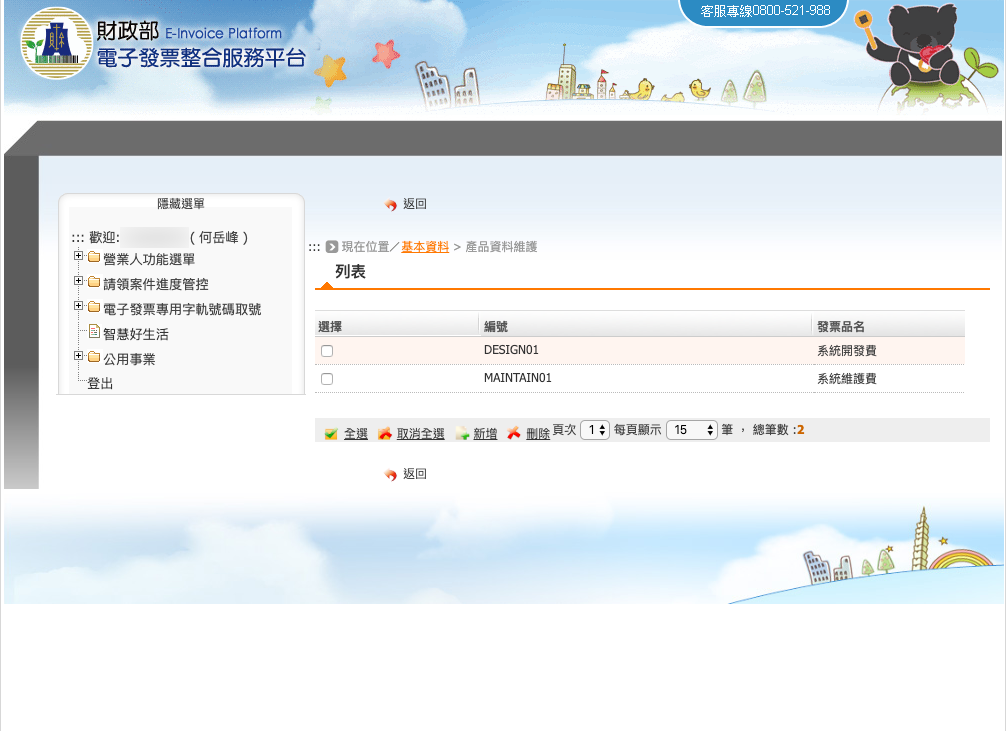 客服專線0800-521-988
財政部 E-Invoice Platform
電子發票整合服務平台
隱藏選單
::: 歡迎: ( 何岳峰 )
營業人功能選單
請領案件進度管控
電子發票專用字軌號碼取號
智慧好生活
公用事業
登出
返回
::: 現在位置／基本資料 > 產品資料維護
列表
選擇 編號 發票品名
DESIGN01 系統開發費
MAINTAIN01 系統維護費
全選 取消全選 新增 刪除 頁次 1 每頁顯示 15 筆 ， 總筆數 :2
返回